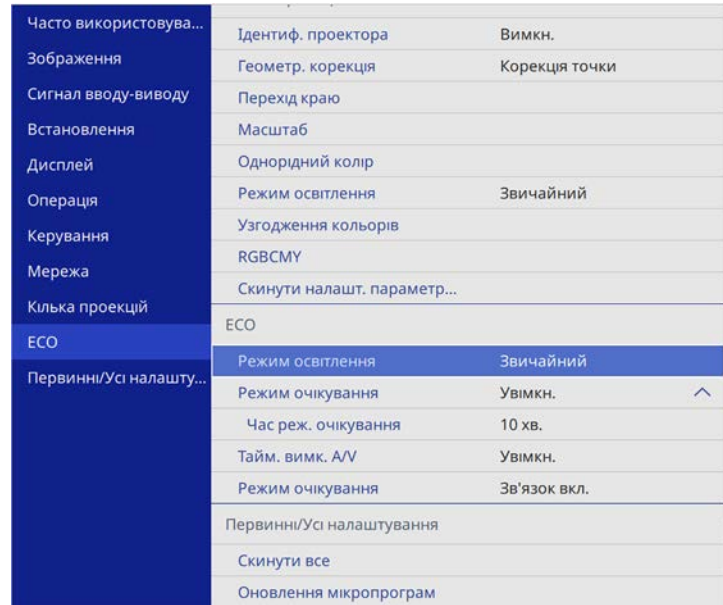 Часто використовува...
Зображення
Сигнал вводу-виводу
Встановлення
Дисплей
Операція
Керування
Мережа
Кілька проекцій
ECO
Первинні/Усі налашту...
Ідентиф. проектора Вимкн.
Геометр. корекція Корекція точки
Перехід краю
Масштаб
Однорідний колір
Режим освітлення Звичайний
Узгодження кольорів
RGBCMY
Скинути налашт. параметр...
ECO
Режим освітлення Звичайний
Режим очікування Увімкн.
Час реж. очікування 10 хв.
Тайм. вимк. A/V Увімкн.
Режим очікування Зв'язок вкл.
Первинні/Усі налаштування
Скинути все
Оновлення мікропрограм